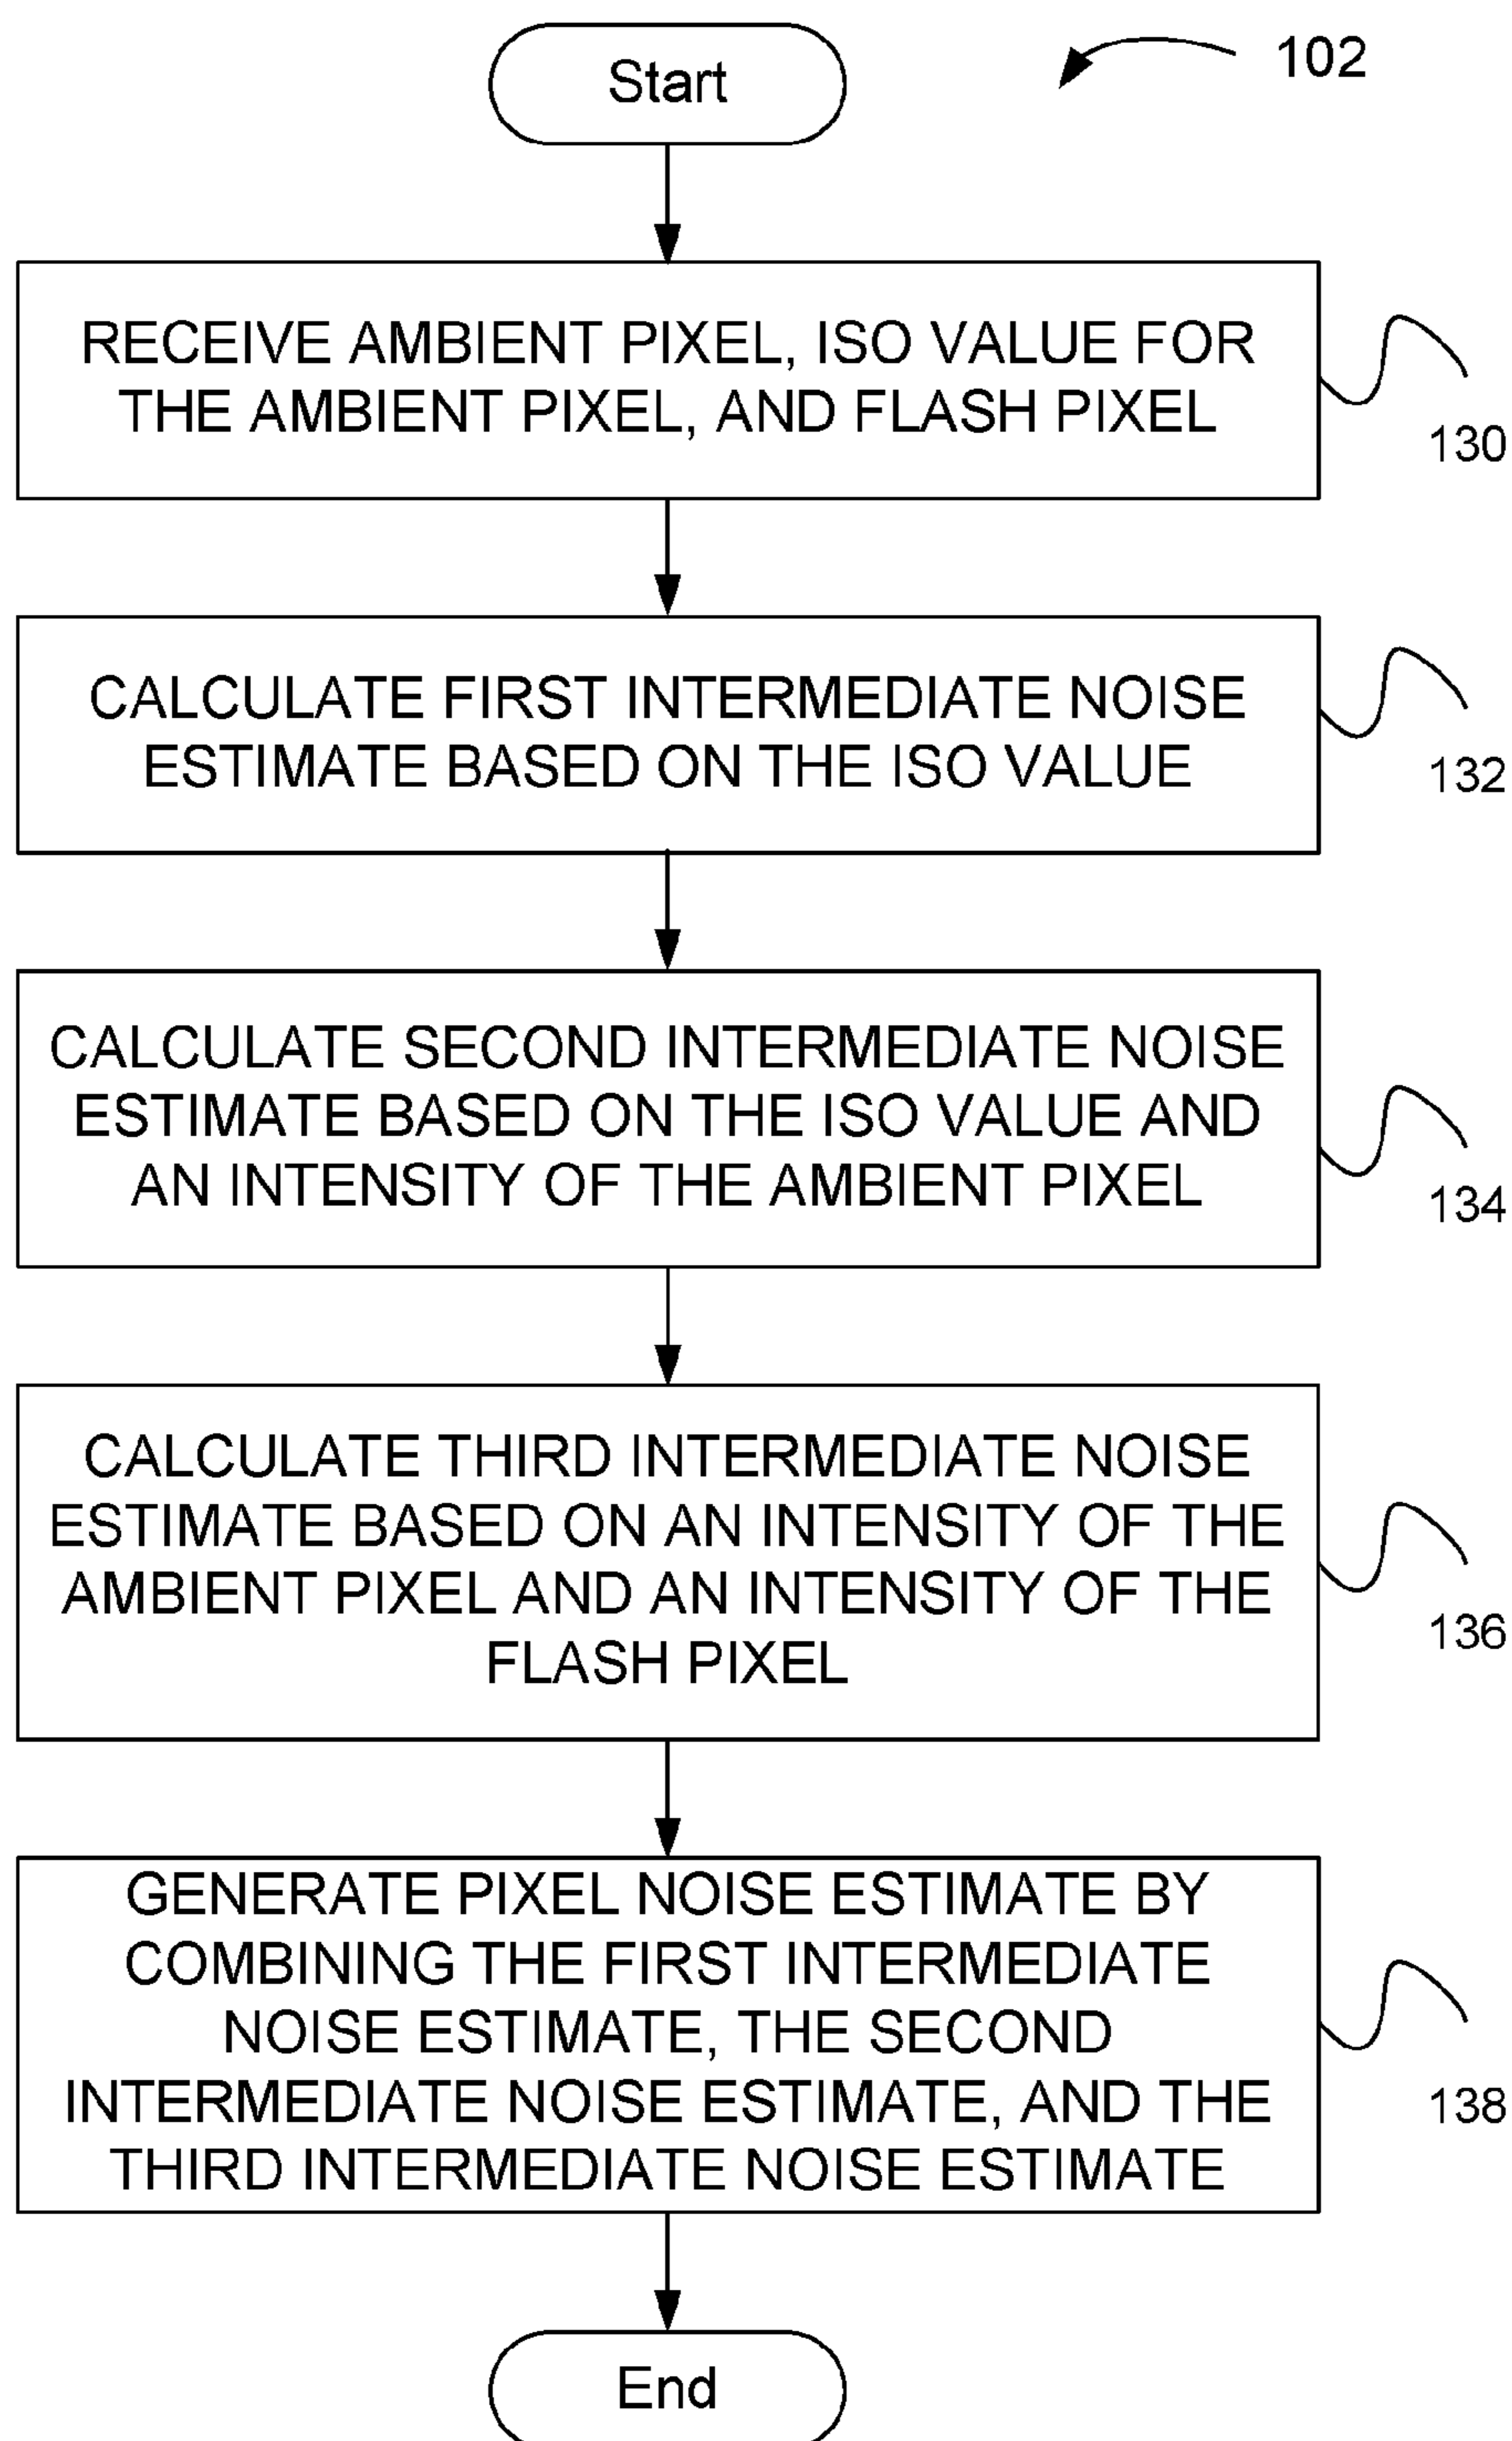 Start
102
RECEIVE AMBIENT PIXEL, ISO VALUE FOR
THE AMBIENT PIXEL, AND FLASH PIXEL
130
CALCULATE FIRST INTERMEDIATE NOISE
ESTIMATE BASED ON THE ISO VALUE
132
CALCULATE SECOND INTERMEDIATE NOISE
ESTIMATE BASED ON THE ISO VALUE AND
AN INTENSITY OF THE AMBIENT PIXEL
134
CALCULATE THIRD INTERMEDIATE NOISE
ESTIMATE BASED ON AN INTENSITY OF THE
AMBIENT PIXEL AND AN INTENSITY OF THE
FLASH PIXEL
136
GENERATE PIXEL NOISE ESTIMATE BY
COMBINING THE FIRST INTERMEDIATE
NOISE ESTIMATE, THE SECOND
INTERMEDIATE NOISE ESTIMATE, AND THE
THIRD INTERMEDIATE NOISE ESTIMATE
138
End